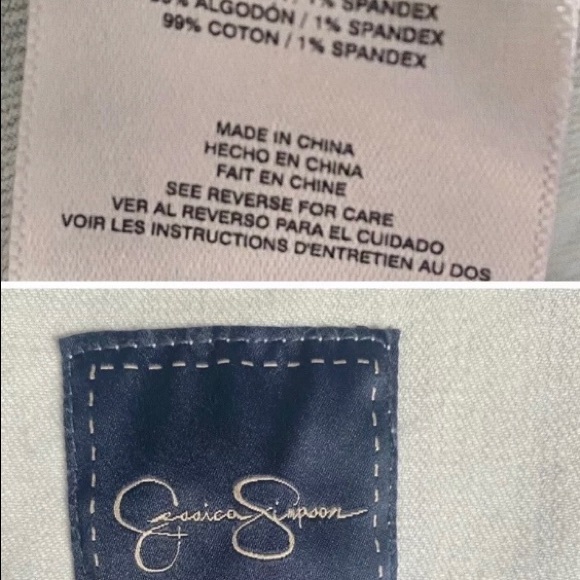 1% SPANDEX
ALGODÓN / 1% SPANDEX
99% COTON / 1% SPANDEX
MADE IN CHINA
HECHO EN CHINA
FAIT EN CHINE
SEE REVERSE FOR CARE
VER AL REVERSO PARA EL CUIDADO
VOIR LES INSTRUCTIONS D'ENTRETIEN AU DOS
Jessica Simpson